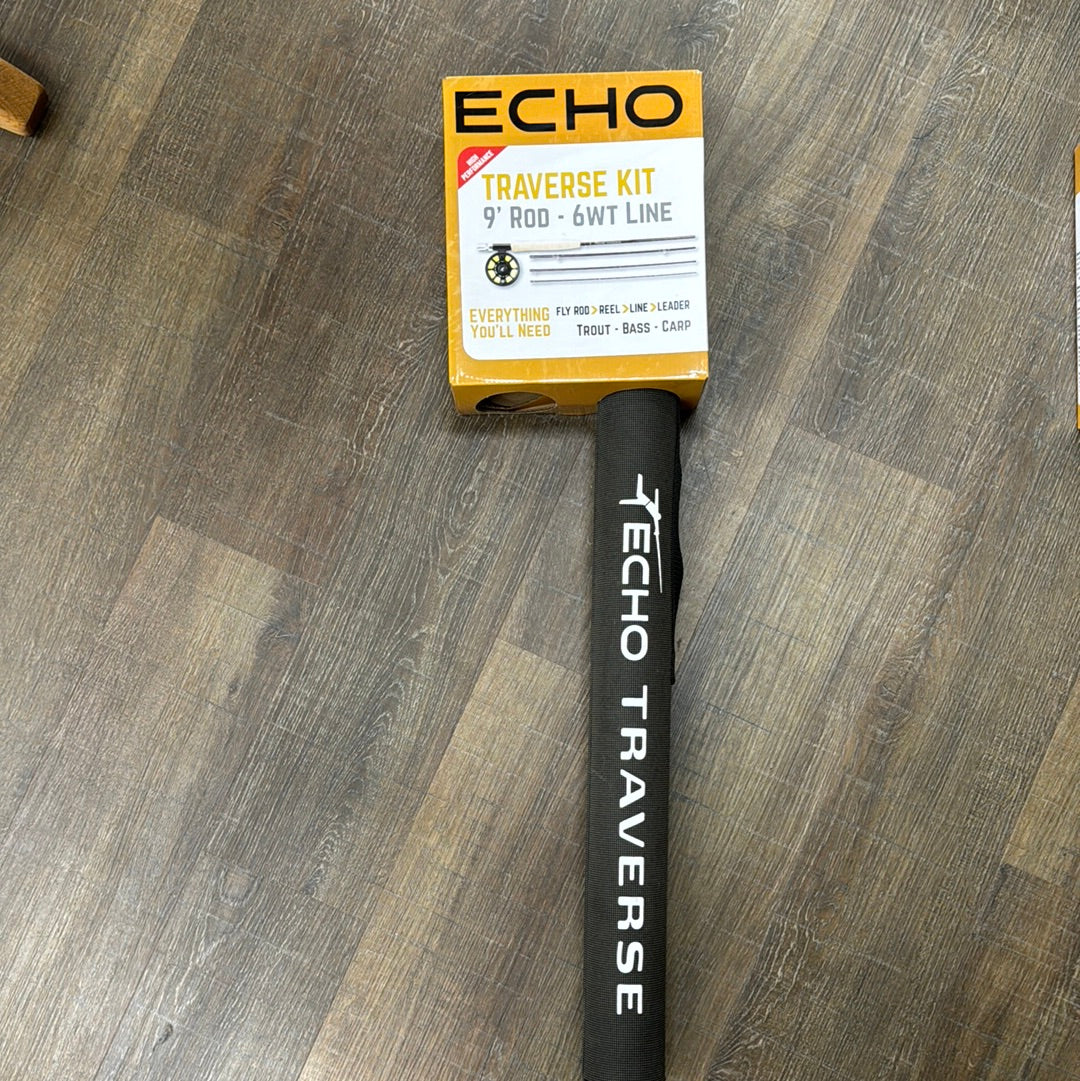 ECHO
HIGH
PERFORMANCE
TRAVERSE KIT
9' ROD - 6WT LINE
EVERYTHING
YOU'LL NEED
FLY ROD>REEL>LINE>LEADER
TROUT - BASS - CARP
ECHO TRAVERSE